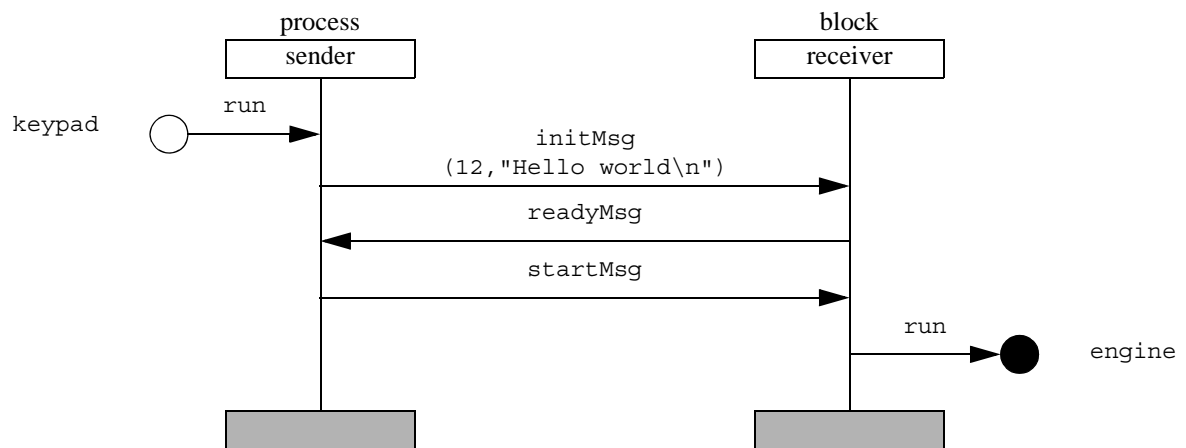 process
block
sender
receiver
run
keypad
initMsg
(12,"Hello world\n")
readyMsg
startMsg
run
engine